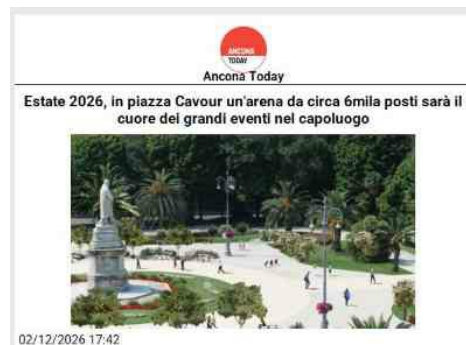 ANCONA
TODAY
Ancona Today
Estate 2026, in piazza Cavour un'arena da circa 6mila posti sarà il
cuore dei grandi eventi nel capoluogo
02/12/2026 17:42